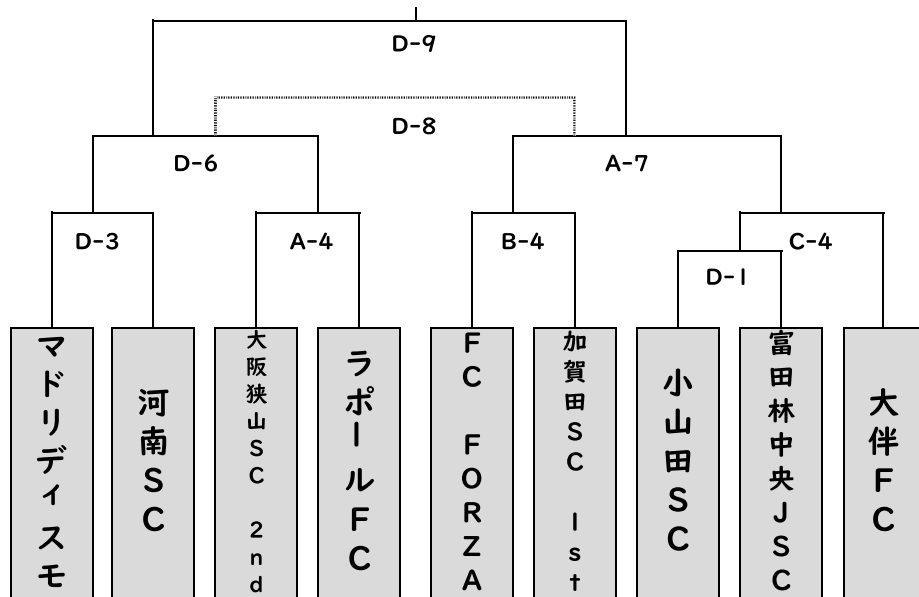 D-9
D-8
D-6
A-7
D-3
A-4
B-4
C-4
D-1
マドリディスモ
河南SC
大阪狭山SC 2nd
ラポールFC
FC FORZA
加賀田SC 1st
小山田SC
富田林中央JSC
大伴FC